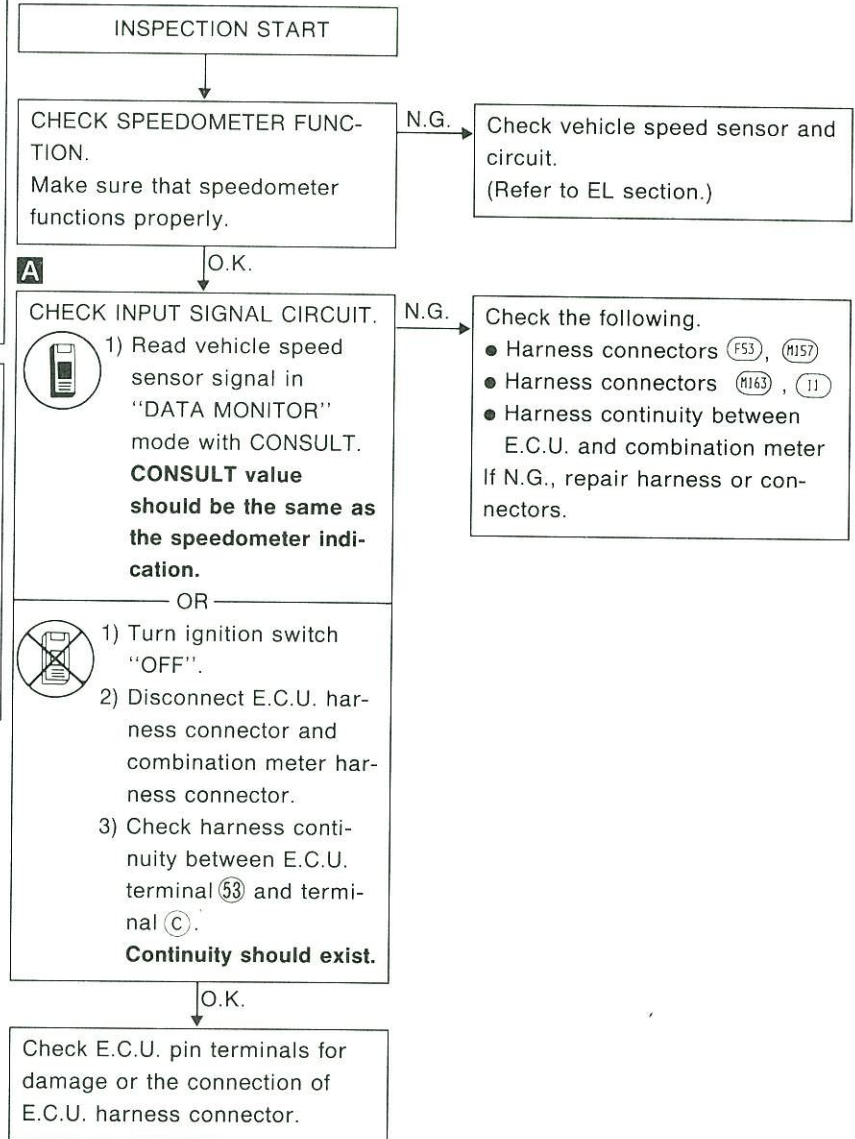 INSPECTION START
CHECK SPEEDOMETER FUNC-
TION.
Make sure that speedometer
functions properly.
N.G.
Check vehicle speed sensor and
circuit.
(Refer to EL section.)
O.K.
A
CHECK INPUT SIGNAL CIRCUIT.
1) Read vehicle speed
sensor signal in
"DATA MONITOR"
mode with CONSULT.
CONSULT value
should be the same as
the speedometer indi-
cation.
OR
1) Turn ignition switch
"OFF".
2) Disconnect E.C.U. har-
ness connector and
combination meter har-
ness connector.
3) Check harness conti-
nuity between E.C.U.
terminal 53 and termi-
nal C.
Continuity should exist.
N.G.
Check the following.
● Harness connectors F53, M157
● Harness connectors M163, I1
● Harness continuity between
E.C.U. and combination meter
If N.G., repair harness or con-
nectors.
O.K.
Check E.C.U. pin terminals for
damage or the connection of
E.C.U. harness connector.